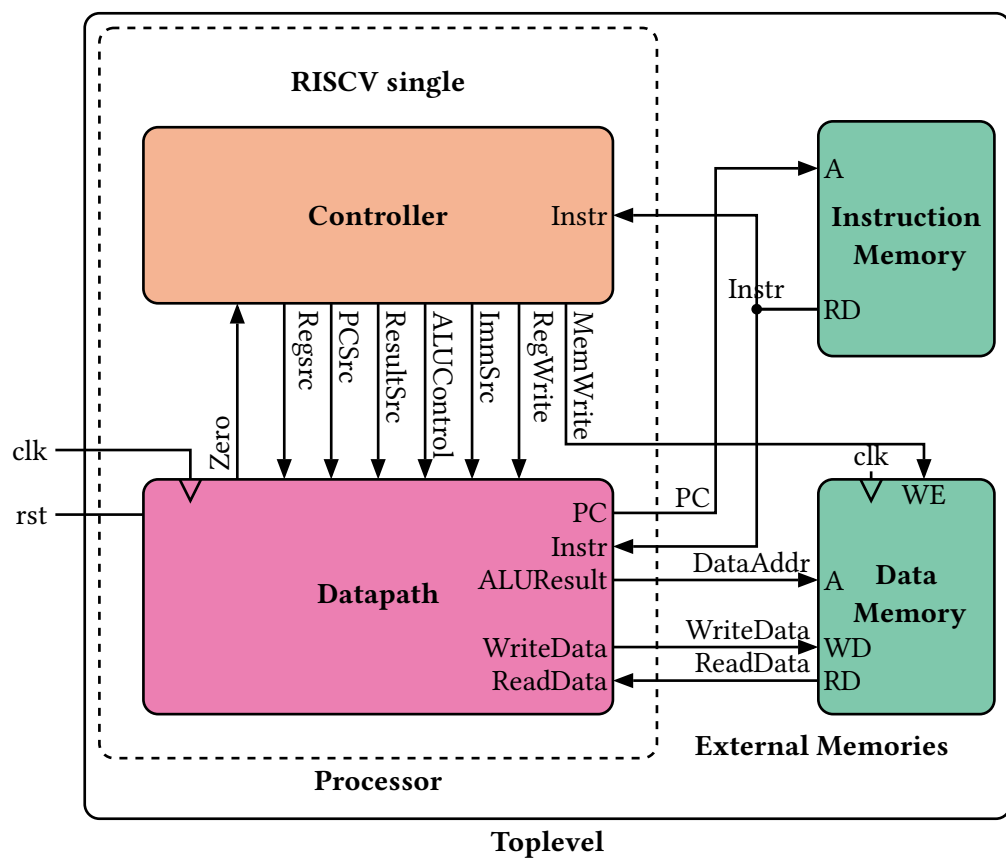 RISCV single
Controller
Instr
A
Instruction
Memory
RD
Instr
Zero
Regsrc
PCSrc
ResultSrc
ALUControl
ImmSrc
RegWrite
MemWrite
clk
rst
Datapath
PC
Instr
ALUResult
WriteData
ReadData
PC
DataAddr
WriteData
ReadData
clk
WE
A
Data
Memory
WD
RD
External Memories
Processor
Toplevel